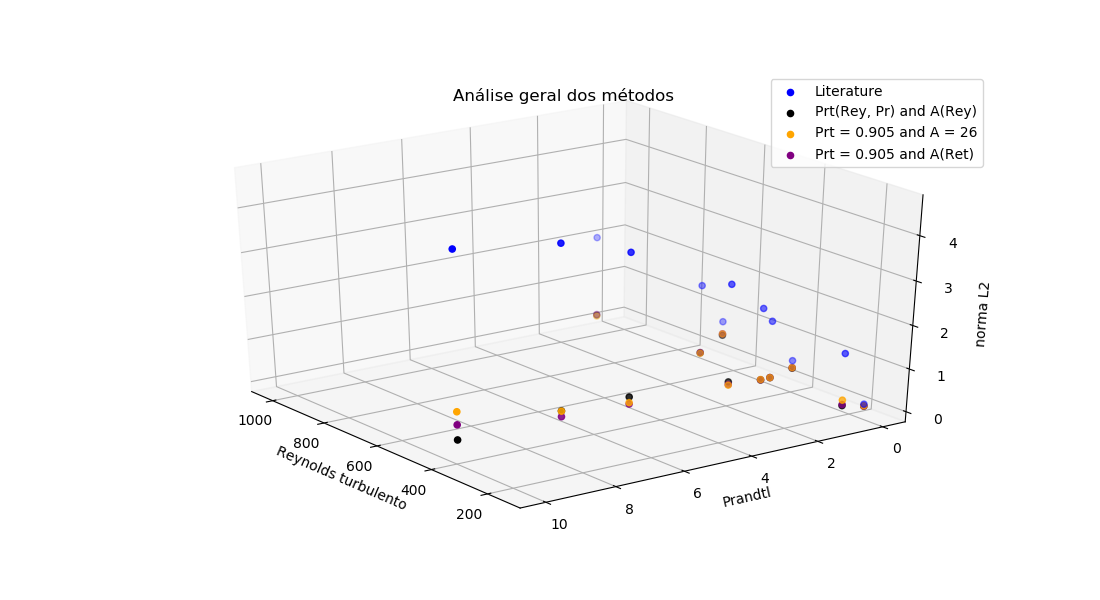 Análise geral dos métodos
Literature
Prt(Rey, Pr) and A(Rey)
Prt = 0.905 and A = 26
Prt = 0.905 and A(Ret)
4
3
2
1
0
norma L2
1000
800
600
400
200
Reynolds turbulento
10
8
6
4
2
0
Prandtl